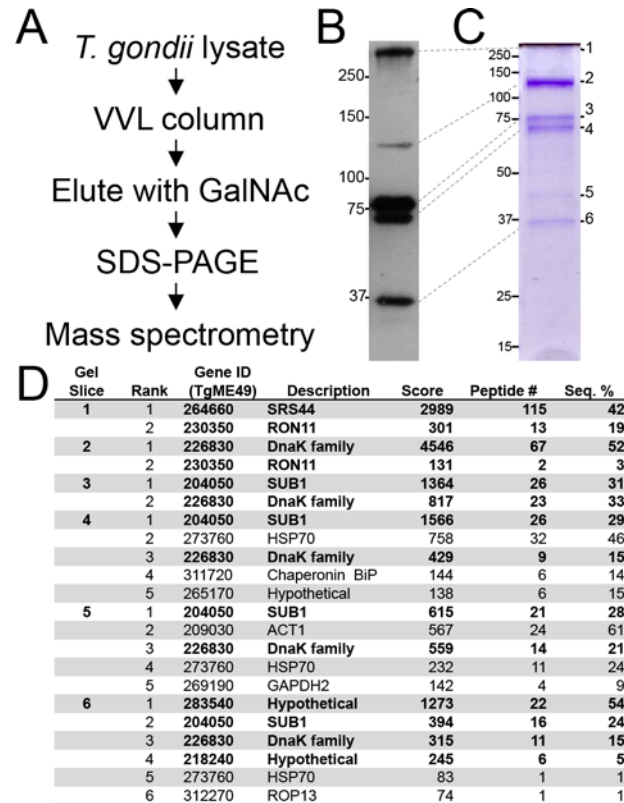 A
T. gondii lysate
VVL column
Elute with GalNAc
SDS-PAGE
Mass spectrometry
B
250-
150-
100-
75-
37-
C
250
150
100
75
50
37
25
15
-1
-2
3
-4
-5
-6
D
Gel Slice Rank Gene ID (TgME49) Description Score Peptide # Seq. %
1 1 264660 SRS44 2989 115 42
2 230350 RON11 301 13 19
2 1 226830 DnaK family 4546 67 52
2 230350 RON11 131 2 3
3 1 204050 SUB1 1364 26 31
2 226830 DnaK family 817 23 33
4 1 204050 SUB1 1566 26 29
2 273760 HSP70 758 32 46
3 226830 DnaK family 429 9 15
4 311720 Chaperonin BiP 144 6 14
5 265170 Hypothetical 138 6 15
5 1 204050 SUB1 615 21 28
2 209030 ACT1 567 24 61
3 226830 DnaK family 559 14 21
4 273760 HSP70 232 11 24
5 269190 GAPDH2 142 4 9
6 1 283540 Hypothetical 1273 22 54
2 204050 SUB1 394 16 24
3 226830 DnaK family 315 11 15
4 218240 Hypothetical 245 6 5
5 273760 HSP70 83 1 1
6 312270 ROP13 74 1 1